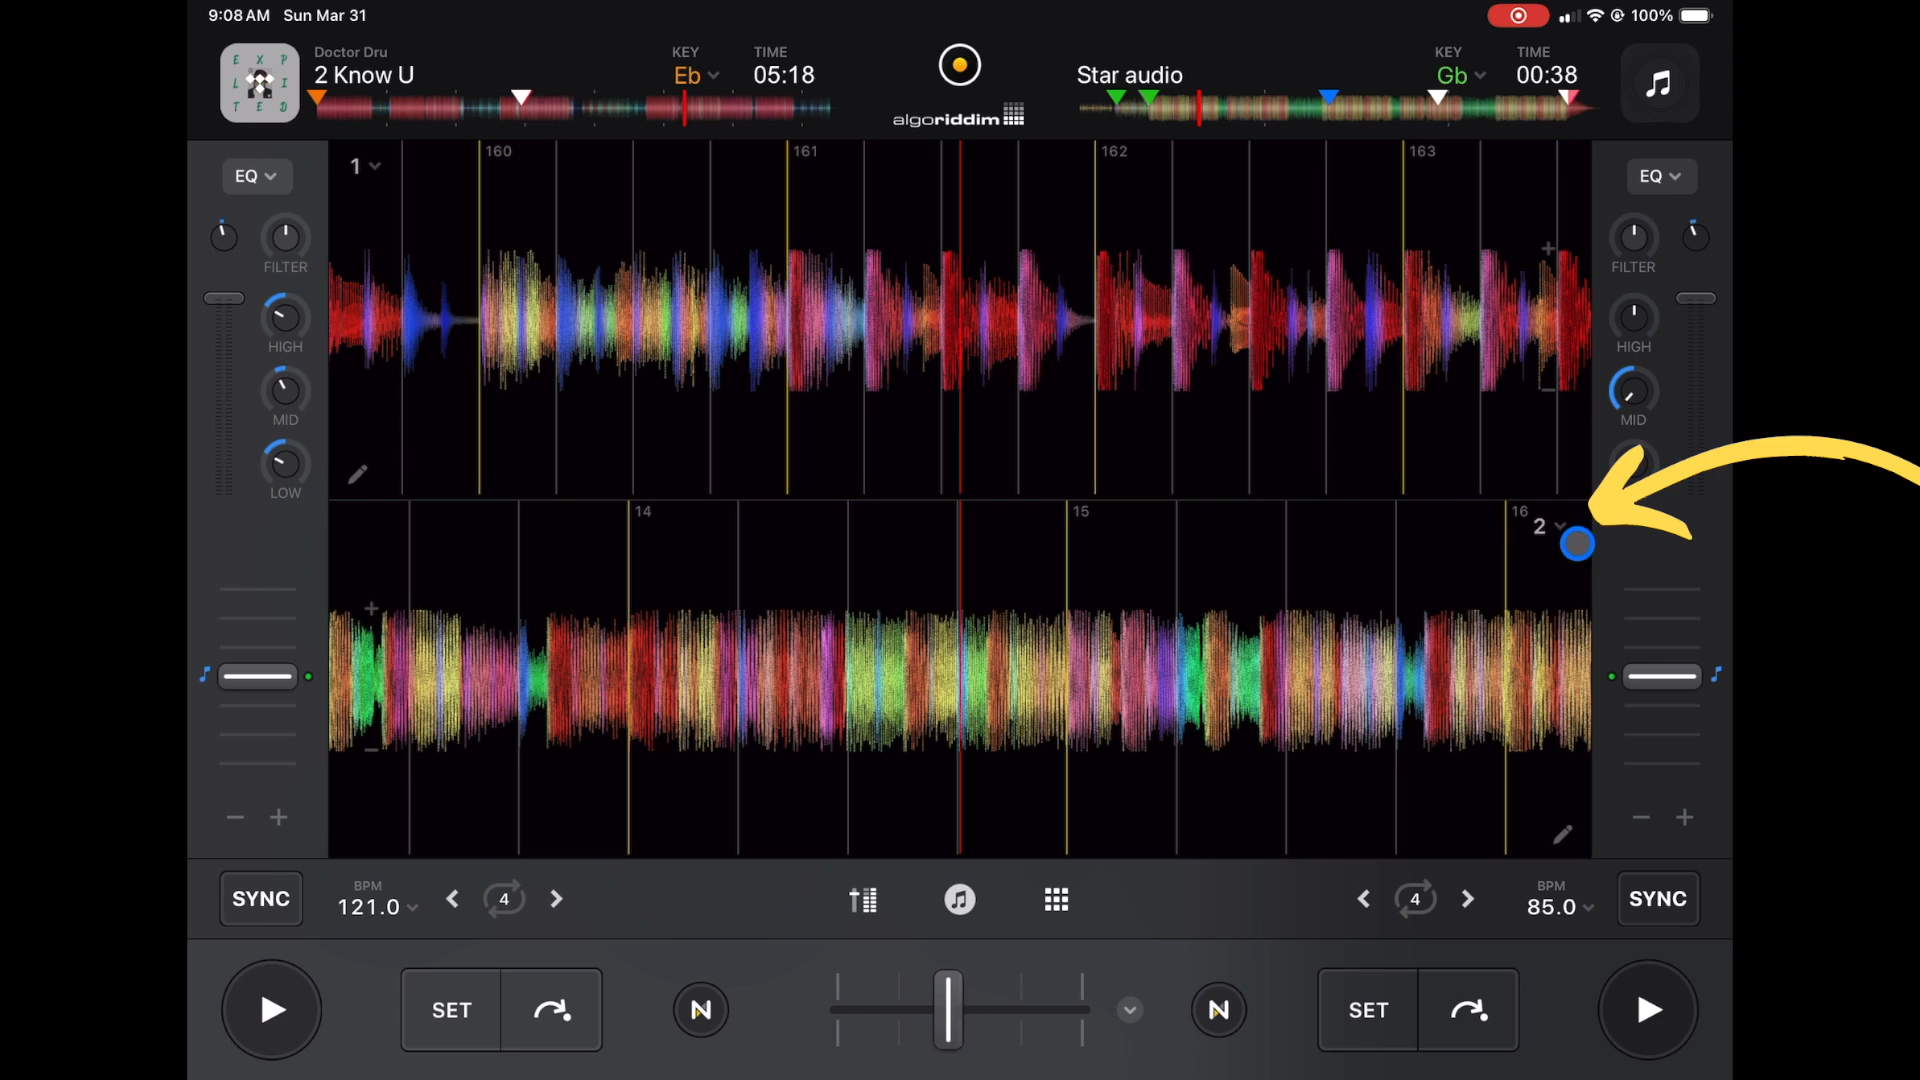 9:08 AM Sun Mar 31
100%
E X P
L I
T E D
Doctor Dru
2 Know U
KEY
Eb
TIME
05:18
algoriddim
Star audio
KEY
Gb
TIME
00:38
EQ
FILTER
HIGH
MID
LOW
1
160
161
162
163
EQ
FILTER
HIGH
MID
14
15
16
2
SYNC
BPM
121.0
4
4
BPM
85.0
SYNC
SET
N
N
SET